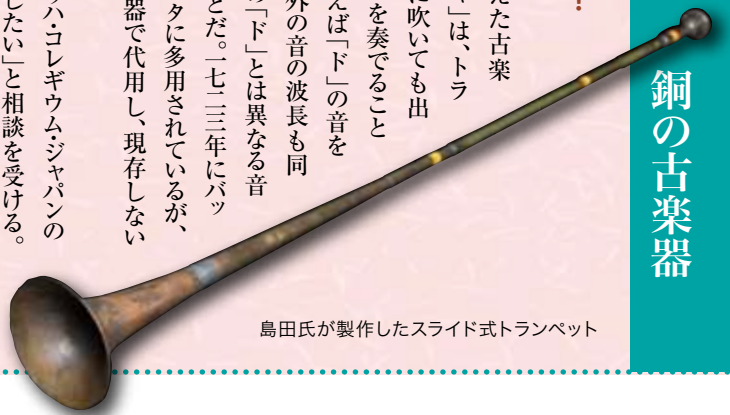 銅の古楽器
！
た古楽
」は、トラ
に吹いても出
を奏でること
えば「ド」の音を
外の音の波長も同
の「ド」とは異なる音
とだ。一七二三年にバッ
タに多用されているが、
器で代用し、現存しない
ハ・コレギウム・ジャパンの
したい」と相談を受ける。
島田氏が製作したスライド式トランペット